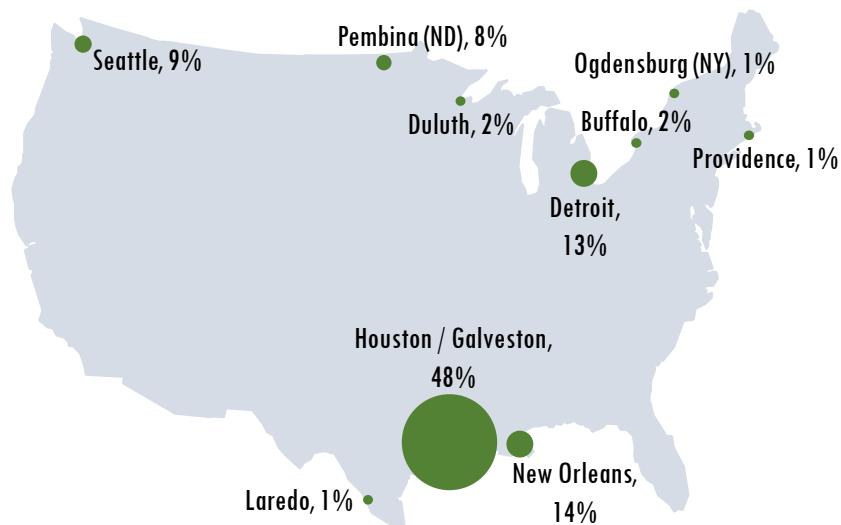 Pembina (ND), 8%
Seattle, 9%
Ogdensburg (NY), 1%
Duluth, 2%
Buffalo, 2%
Providence, 1%
Detroit,
13%
Houston / Galveston,
48%
New Orleans,
14%
Laredo, 1%